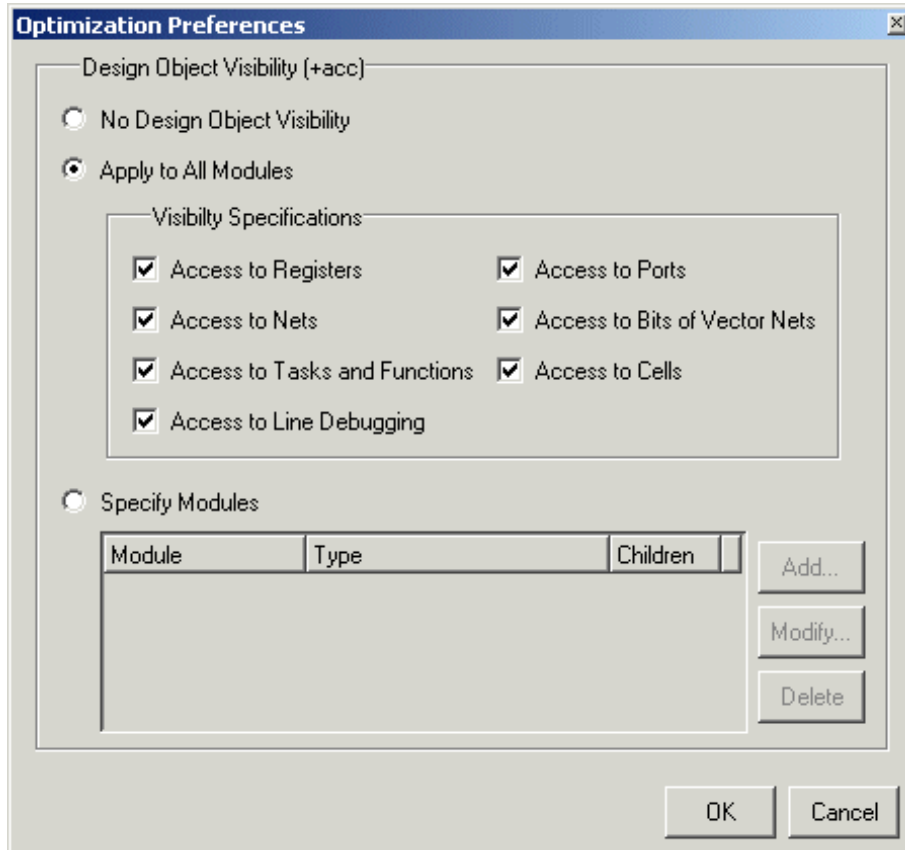 Optimization Preferences
Design Object Visibility (+acc)
No Design Object Visibility
Apply to All Modules
Visibilty Specifications
Access to Registers
Access to Ports
Access to Nets
Access to Bits of Vector Nets
Access to Tasks and Functions
Access to Cells
Access to Line Debugging
Specify Modules
Module Type Children
Add...
Modify...
Delete
OK Cancel